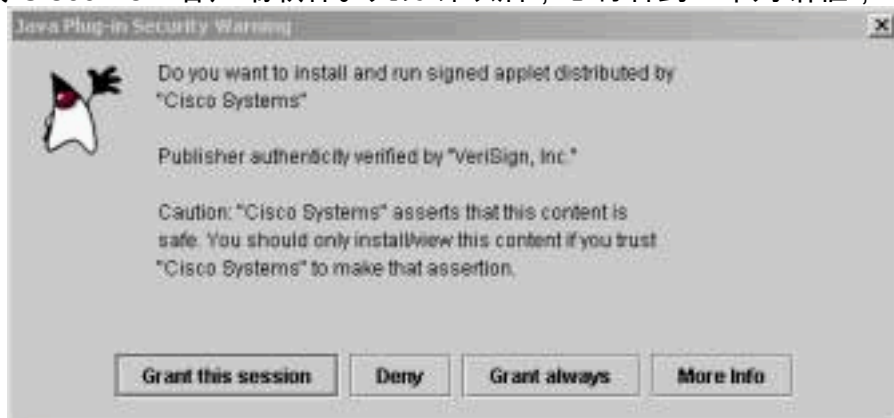 Java Plug-in Security Warning
Do you want to install and run signed applet distributed by
"Cisco Systems"
Publisher authenticity verified by "VeriSign, Inc."
Caution: "Cisco Systems" asserts that this content is
safe. You should only install/view this content if you trust
"Cisco Systems" to make that assertion.
Grant this session
Deny
Grant always
More Info